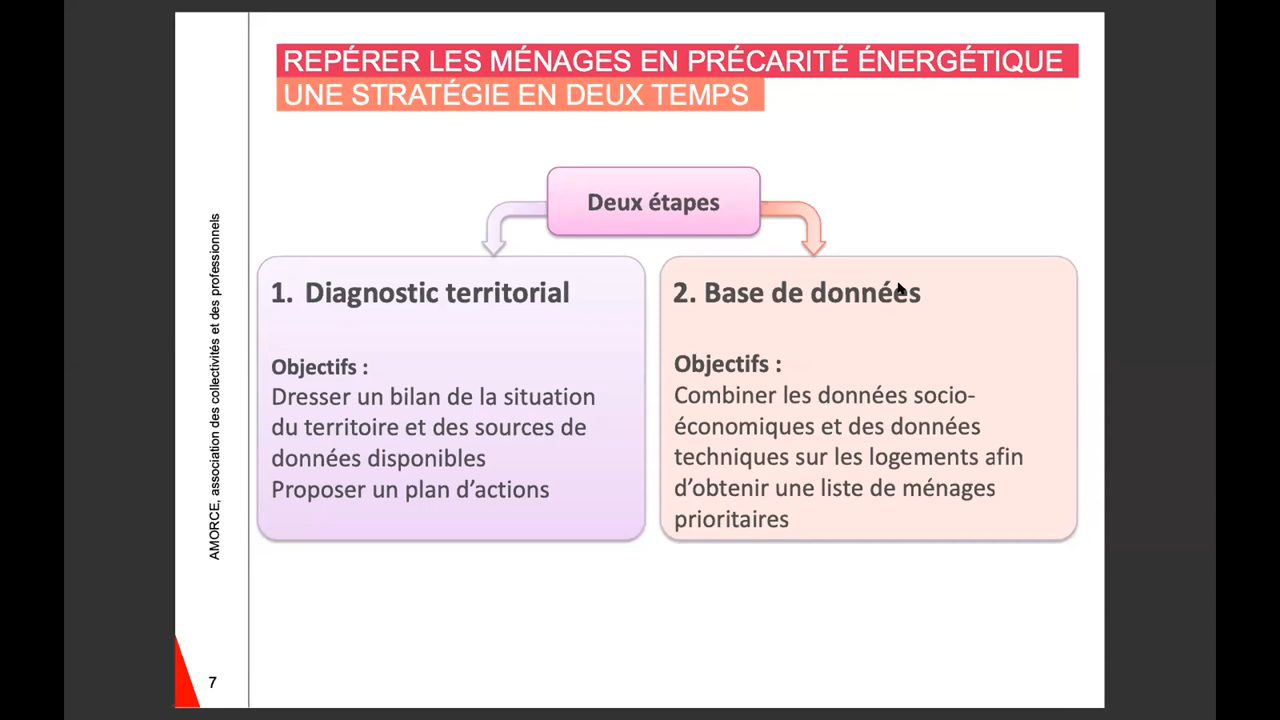 REPÉRER LES MÉNAGES EN PRÉCARITÉ ÉNERGÉTIQUE
UNE STRATÉGIE EN DEUX TEMPS
Deux étapes
1. Diagnostic territorial
Objectifs :
Dresser un bilan de la situation
du territoire et des sources de
données disponibles
Proposer un plan d’actions
2. Base de données
Objectifs :
Combiner les données socio-
économiques et des données
techniques sur les logements afin
d’obtenir une liste de ménages
prioritaires
AMORCE, association des collectivités et des professionnels
7